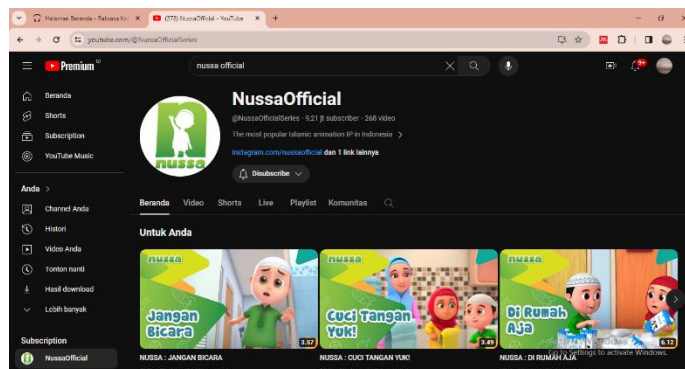 Halaman Beranda - Raisara Kin
(278) NussaOfficial - YouTube
youtube.com/@NussaOfficialSeries
Premium
ID
nussa official
9+
Beranda
Shorts
Subscription
YouTube Music
Anda
Channel Anda
Histori
Video Anda
Tonton nanti
Hasil download
Lebih banyak
Subscription
NussaOfficial
nussa
NussaOfficial
@NussaOfficialSeries · 9,21 jt subscriber · 268 video
The most popular Islamic animation IP in Indonesia
instagram.com/nussaofficial dan 1 link lainnya
Disubscribe
Beranda Video Shorts Live Playlist Komunitas
Untuk Anda
nussa
Jangan
Bicara
3.57
NUSSA : JANGAN BICARA
nussa
Cuci Tangan
Yuk!
3.49
NUSSA : CUCI TANGAN YUK!
nussa
Di Rumah
Aja
6.12
NUSSA : DI RUMAH AJA
Go to Settings to activate Windows.